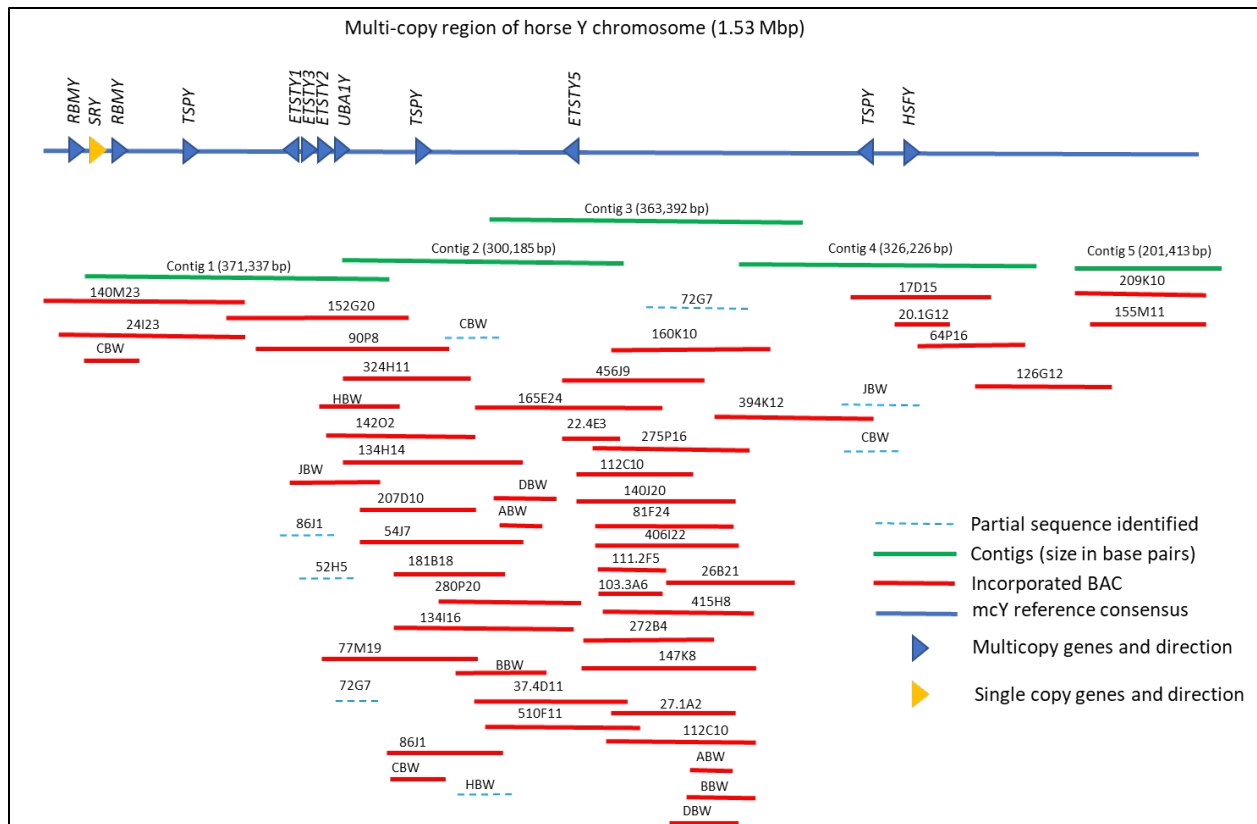 Multi-copy region of horse Y chromosome (1.53 Mbp)
RBMY
SRY
RBMY
TSPY
ETSTY1
ETSTY3
ETSTY2
UBA1Y
TSPY
ETSTY5
TSPY
HSFY
Contig 3 (363,392 bp)
Contig 2 (300,185 bp)
Contig 4 (326,226 bp)
Contig 5 (201,413 bp)
Contig 1 (371,337 bp)
140M23
17D15
209K10
72G7
152G20
20.1G12
155M11
24I23
CBW
160K10
64P16
CBW
90P8
324H11
456J9
126G12
HBW
165E24
394K12
JBW
142O2
22.4E3
275P16
CBW
134H14
112C10
JBW
DBW
140J20
207D10
ABW
81F24
86J1
54J7
406I22
Partial sequence identified
52H5
181B18
111.2F5
26B21
Contigs (size in base pairs)
280P20
103.3A6
415H8
Incorporated BAC
134I16
272B4
mcY reference consensus
77M19
BBW
147K8
Multicopy genes and direction
72G7
37.4D11
27.1A2
Single copy genes and direction
510F11
112C10
86J1
ABW
CBW
HBW
BBW
DBW